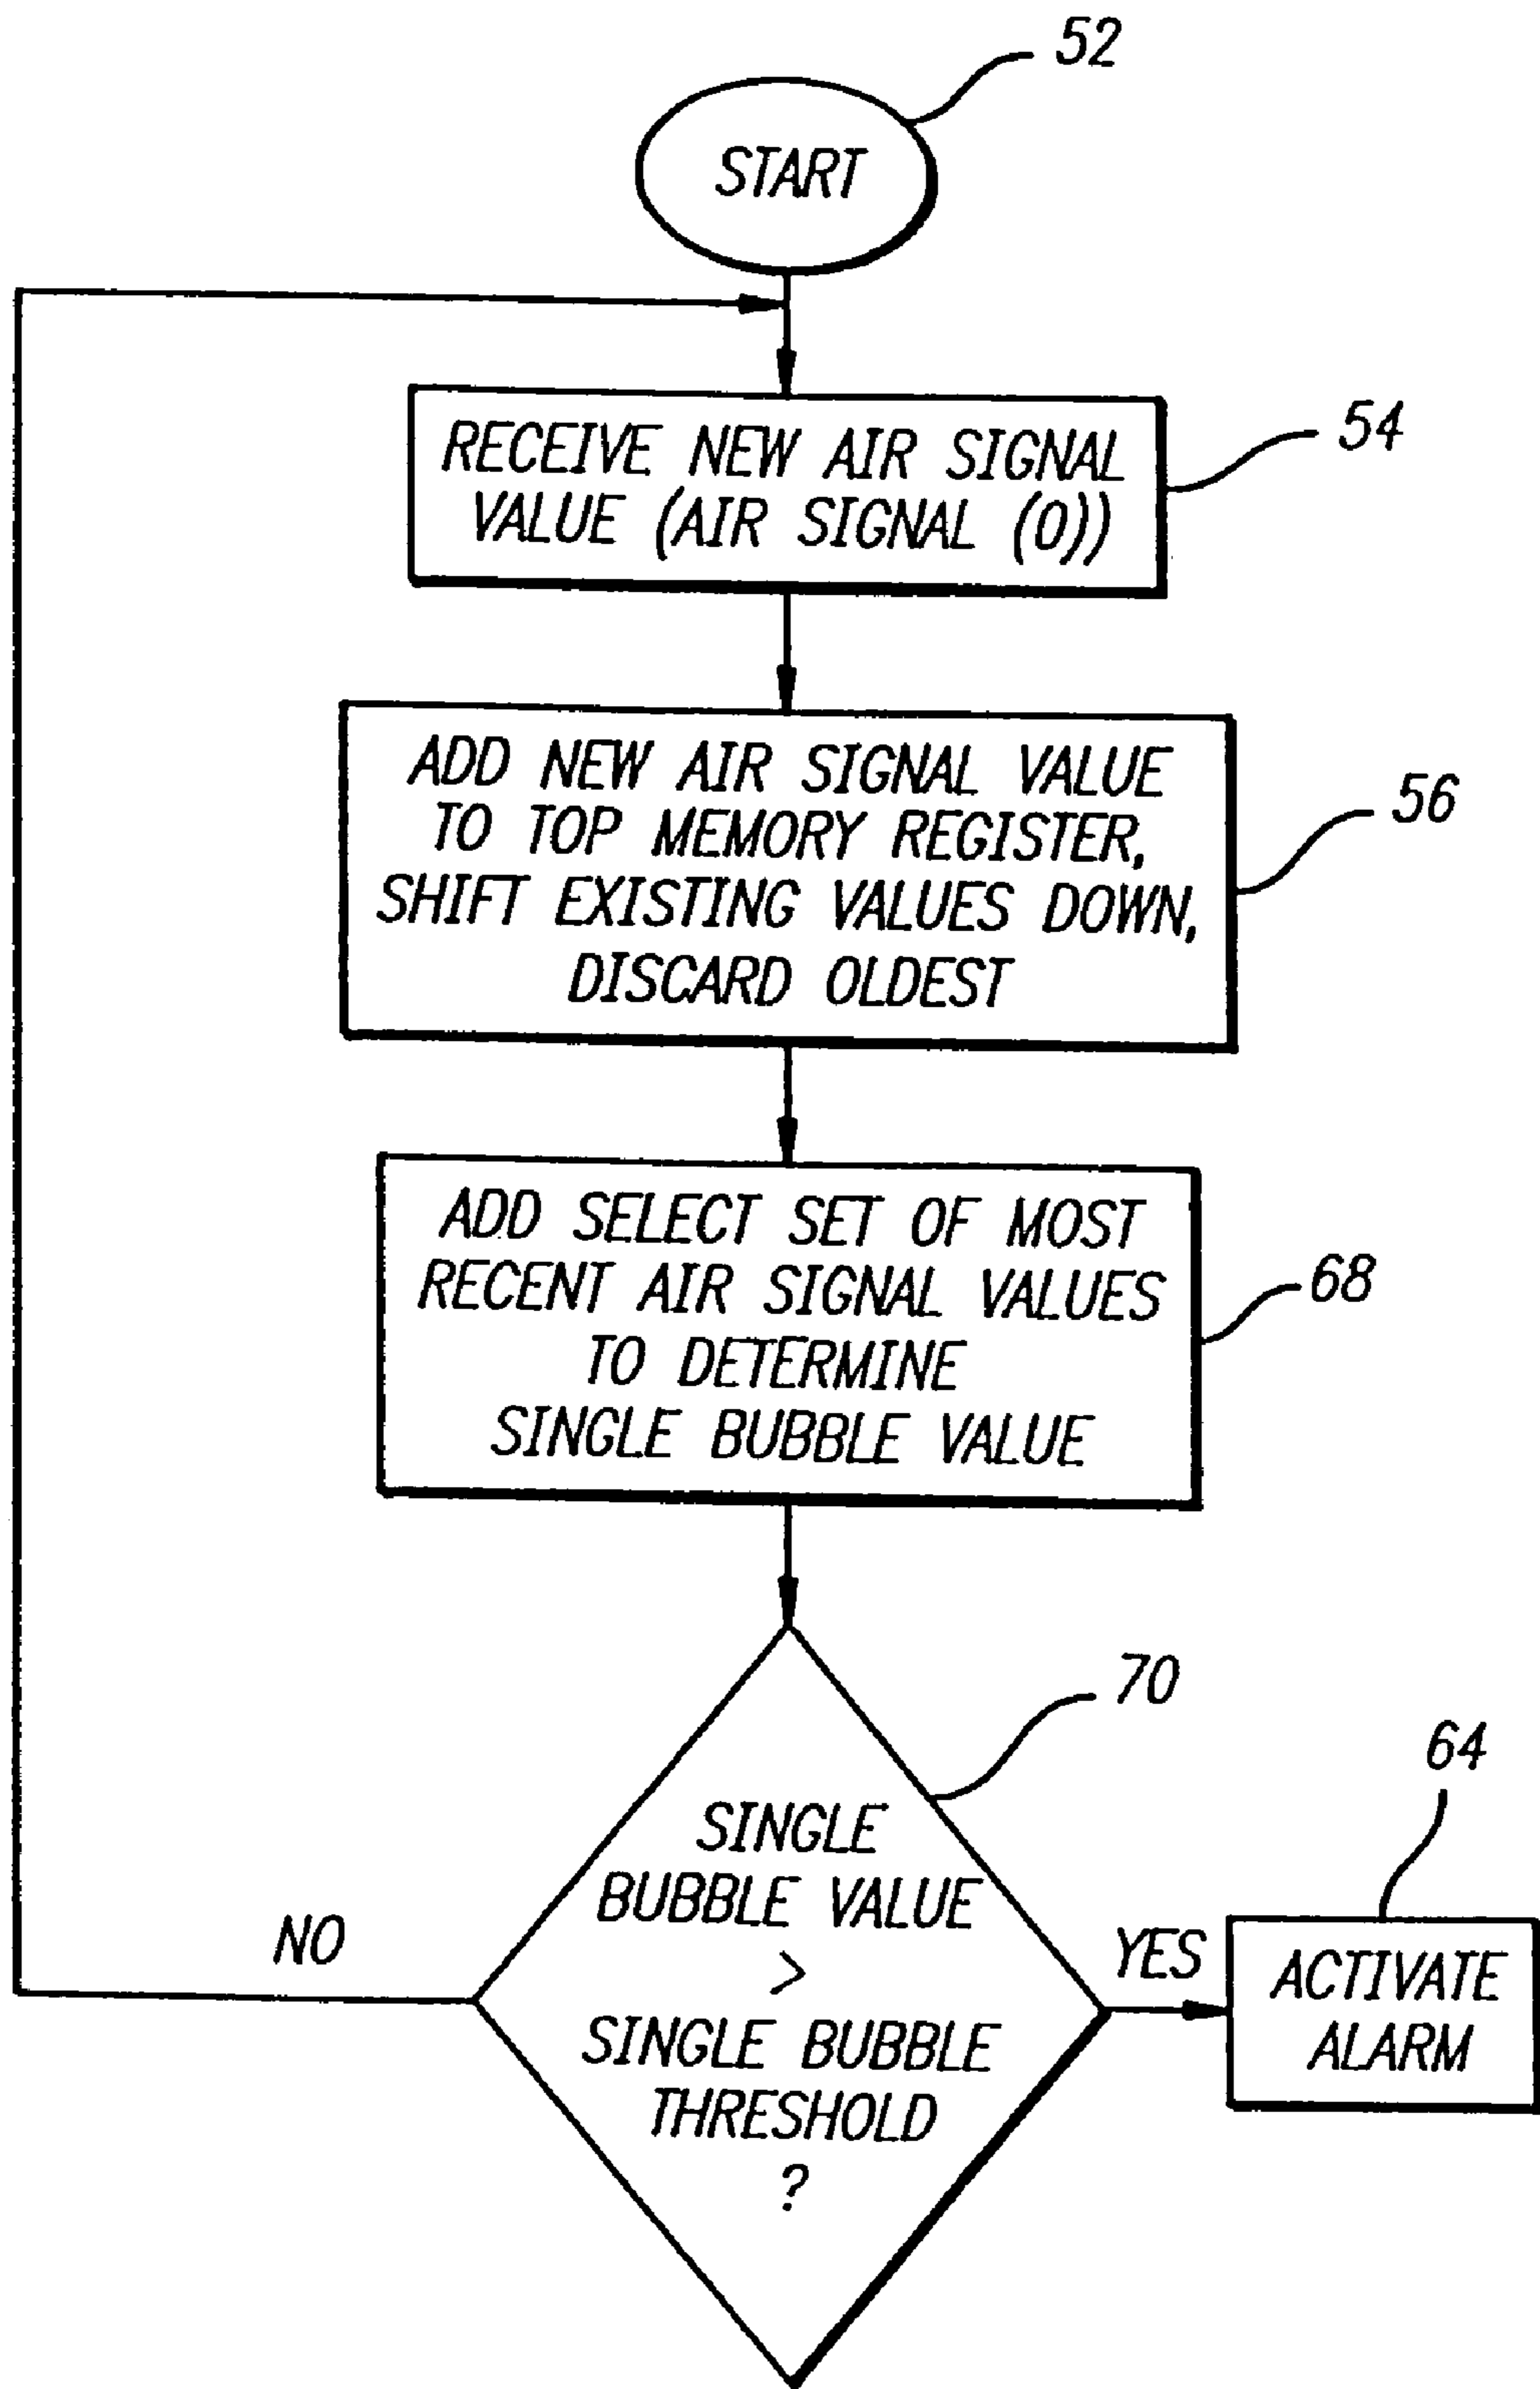 52
START
RECEIVE NEW AIR SIGNAL
VALUE (AIR SIGNAL (0))
54
ADD NEW AIR SIGNAL VALUE
TO TOP MEMORY REGISTER,
SHIFT EXISTING VALUES DOWN,
DISCARD OLDEST
56
ADD SELECT SET OF MOST
RECENT AIR SIGNAL VALUES
TO DETERMINE
SINGLE BUBBLE VALUE
68
70
SINGLE
BUBBLE VALUE
>
SINGLE BUBBLE
THRESHOLD
?
NO
YES
64
ACTIVATE
ALARM